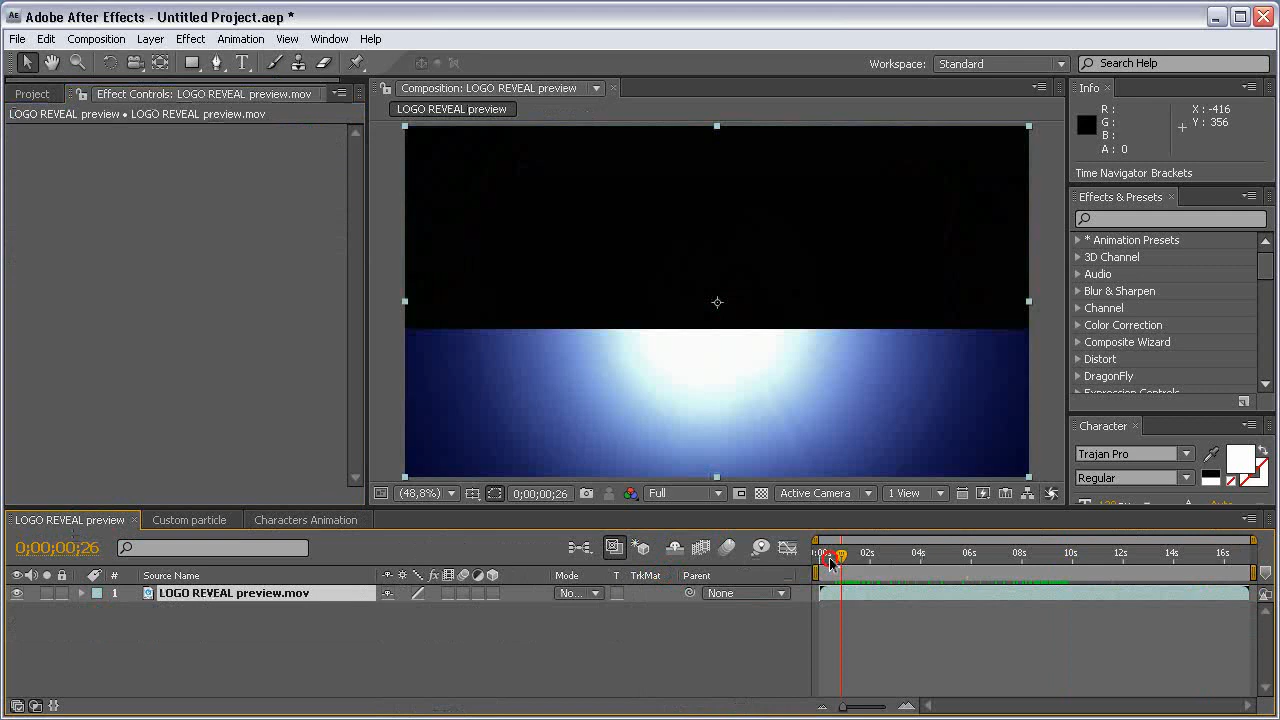 Adobe After Effects - Untitled Project.aep *
File Edit Composition Layer Effect Animation View Window Help
Workspace: Standard Search Help
Project Effect Controls: LOGO REVEAL preview.mov
LOGO REVEAL preview • LOGO REVEAL preview.mov
Composition: LOGO REVEAL preview
LOGO REVEAL preview
Info
R : X : -416
G : Y : 356
B :
A : 0
Time Navigator Brackets
Effects & Presets
* Animation Presets
3D Channel
Audio
Blur & Sharpen
Channel
Color Correction
Composite Wizard
Distort
DragonFly
Expression Controls
Character
Trajan Pro
Regular
(48,8%) 0;00;00;26 Full Active Camera 1 View
LOGO REVEAL preview Custom particle Characters Animation
0;00;00;26
02s 04s 06s 08s 10s 12s 14s 16s
# Source Name Mode T TrkMat Parent
1 LOGO REVEAL preview.mov No... None